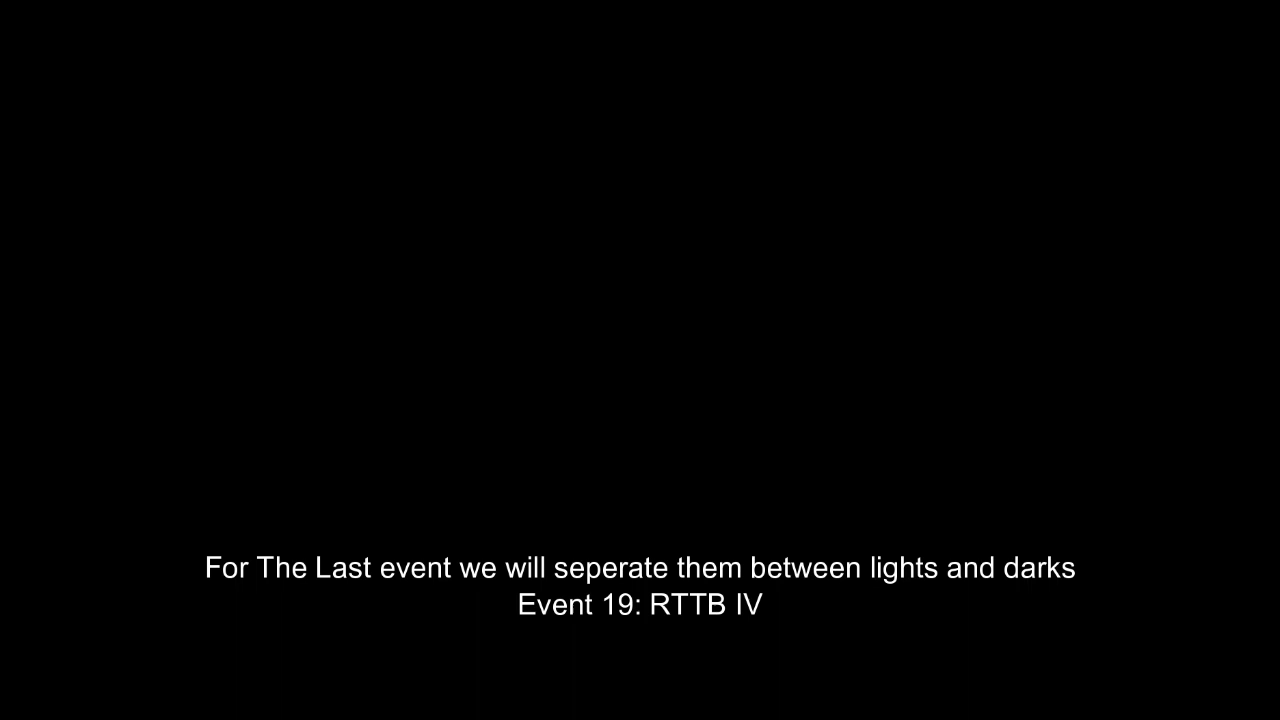 For The Last event we will seperate them between lights and darks
Event 19: RTTB IV